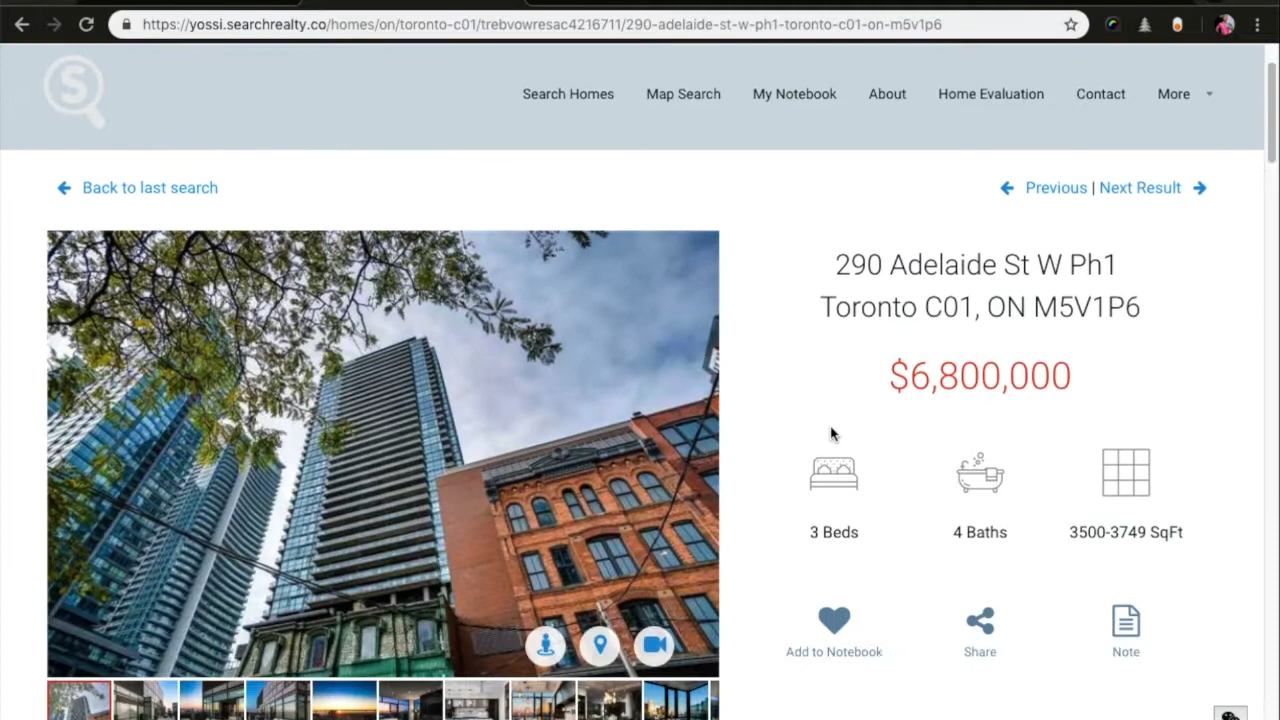 https://yossi.searchrealty.co/homes/on/toronto-c01/trebvowresac4216711/290-adelaide-st-w-ph1-toronto-c01-on-m5v1p6
S
Search Homes Map Search My Notebook About Home Evaluation Contact More
Back to last search
Previous | Next Result
290 Adelaide St W Ph1
Toronto C01, ON M5V1P6
$6,800,000
3 Beds 4 Baths 3500-3749 SqFt
Add to Notebook Share Note